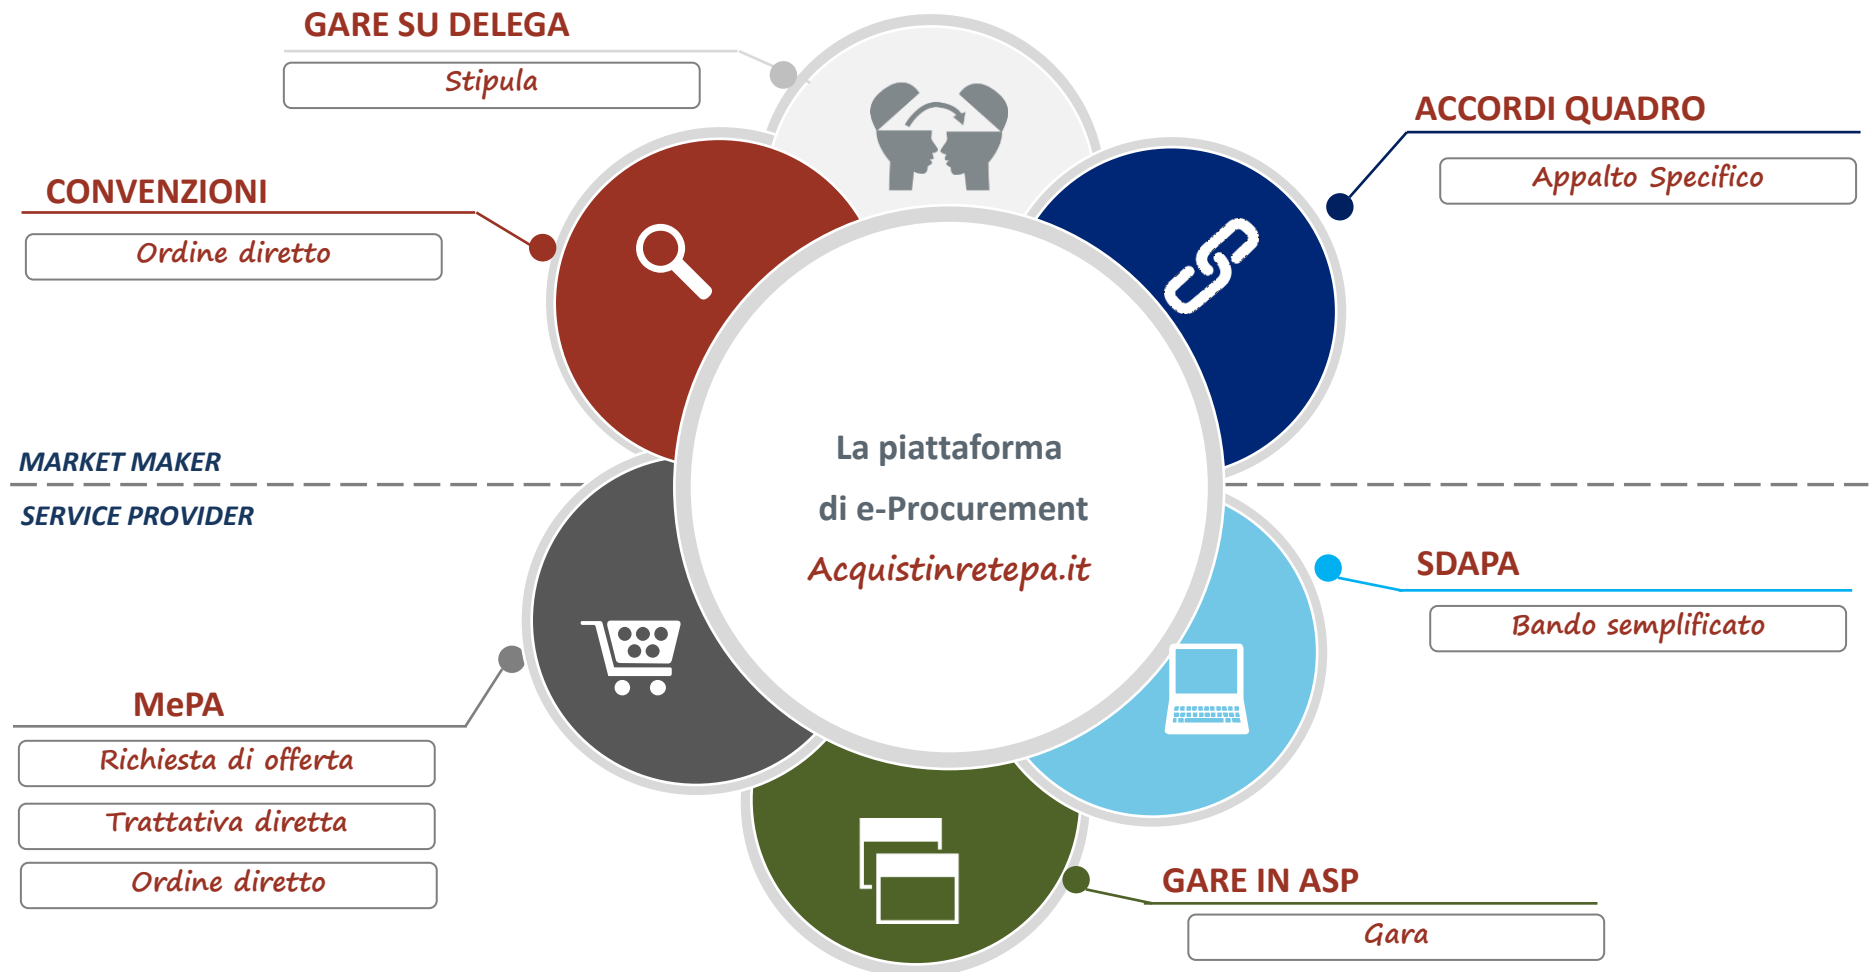 GARE SU DELEGA
Stipula
ACCORDI QUADRO
Appalto Specifico
CONVENZIONI
Ordine diretto
La piattaforma
di e-Procurement
Acquistinretepa.it
MARKET MAKER
SERVICE PROVIDER
SDAPA
Bando semplificato
MePA
Richiesta di offerta
Trattativa diretta
Ordine diretto
GARE IN ASP
Gara